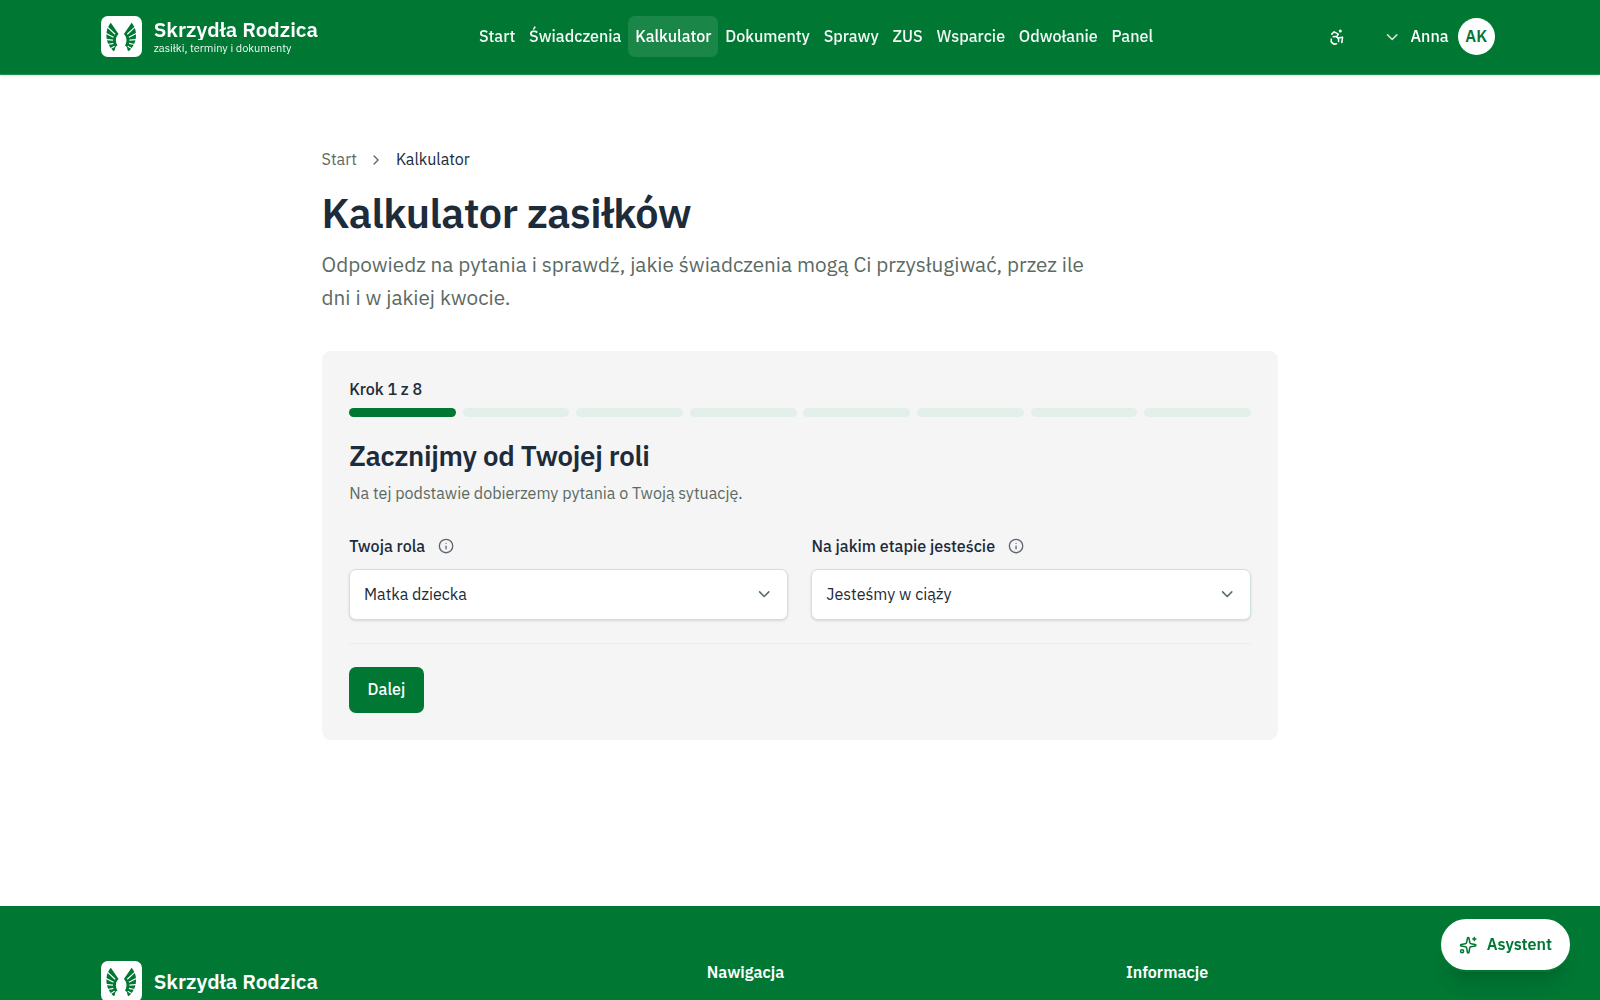 Skrzydła Rodzica
zasiłki, terminy i dokumenty
Start Świadczenia Kalkulator Dokumenty Sprawy ZUS Wsparcie Odwołanie Panel
Anna AK
Start Kalkulator
Kalkulator zasiłków
Odpowiedz na pytania i sprawdź, jakie świadczenia mogą Ci przysługiwać, przez ile
dni i w jakiej kwocie.
Krok 1 z 8
Zacznijmy od Twojej roli
Na tej podstawie dobierzemy pytania o Twoją sytuację.
Twoja rola
Na jakim etapie jesteście
Matka dziecka
Jesteśmy w ciąży
Dalej
Asystent
Skrzydła Rodzica
Nawigacja
Informacje